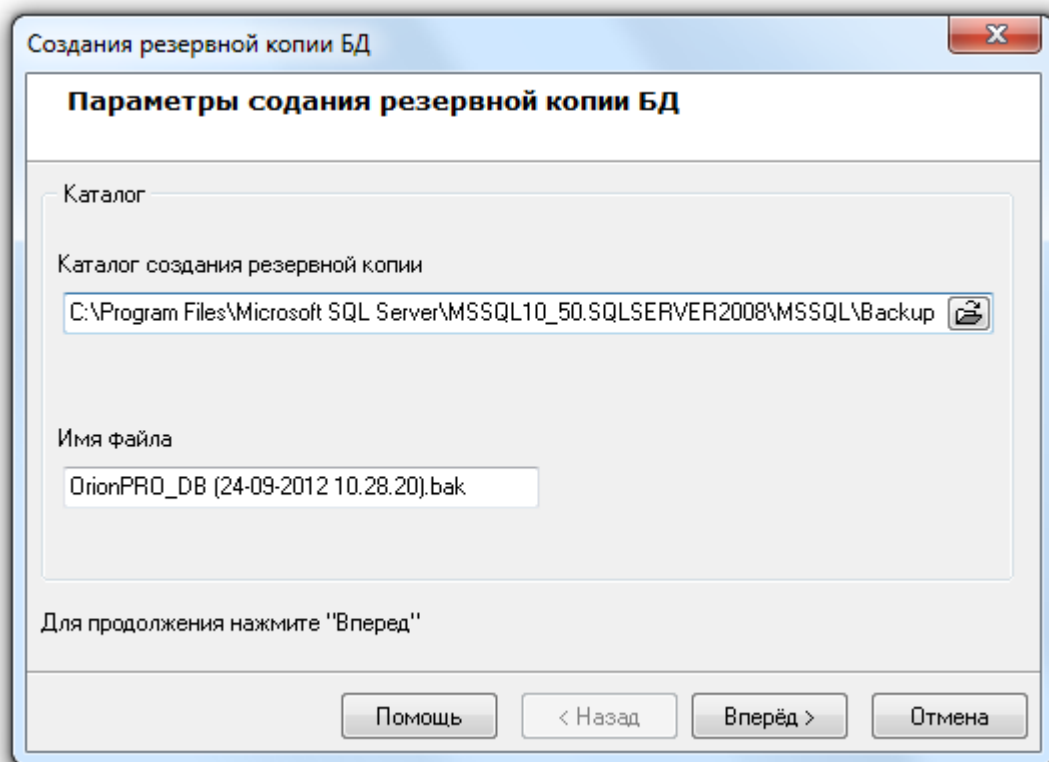 Создания резервной копии БД
Параметры содания резервной копии БД
Каталог
Каталог создания резервной копии
C:\Program Files\Microsoft SQL Server\MSSQL10_50.SQLSERVER2008\MSSQL\Backup
Имя файла
OrionPRO_DB (24-09-2012 10.28.20).bak
Для продолжения нажмите "Вперед"
Помощь < Назад Вперёд > Отмена